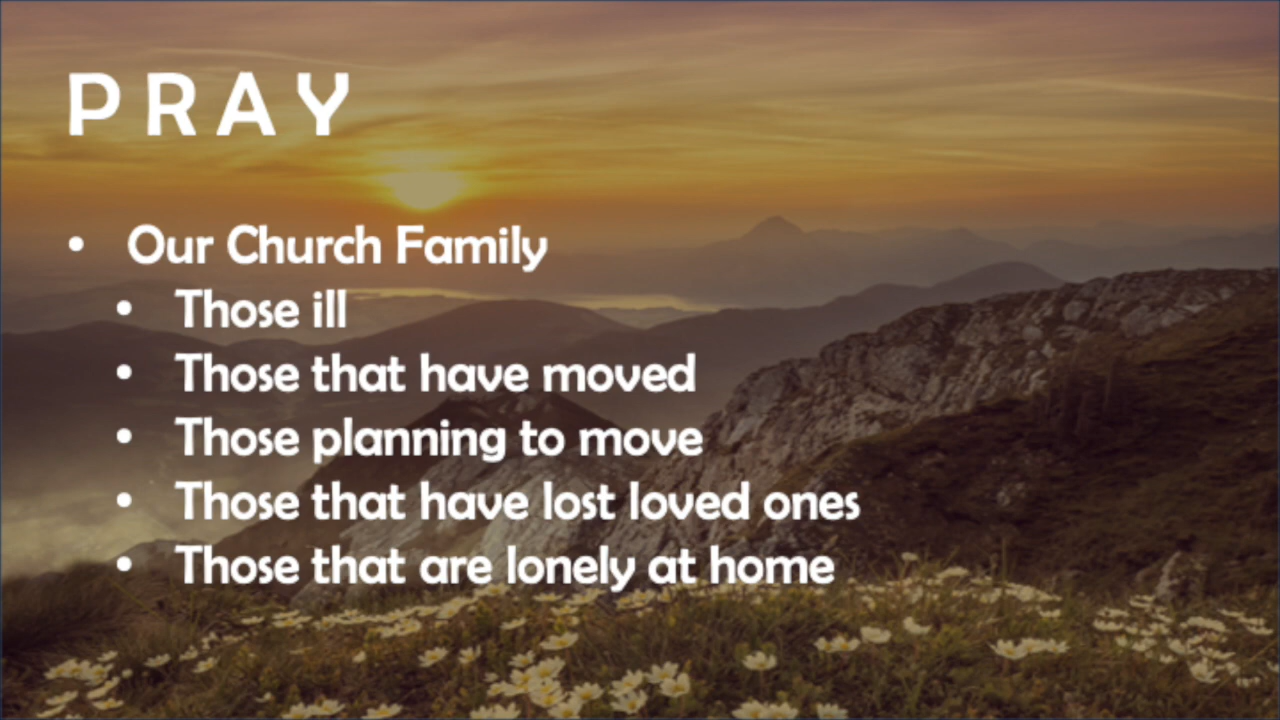 P R A Y
• Our Church Family
• Those ill
• Those that have moved
• Those planning to move
• Those that have lost loved ones
• Those that are lonely at home